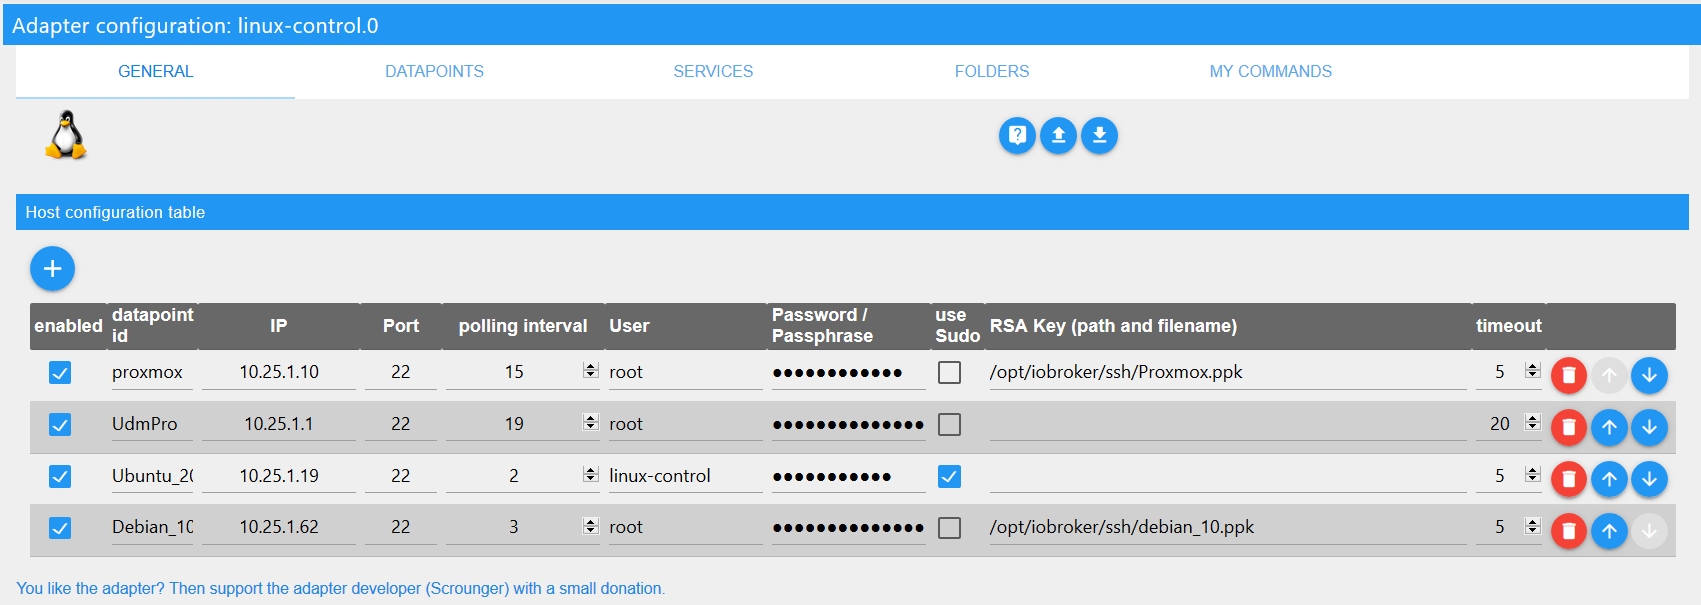 Adapter configuration: linux-control.0
GENERAL DATAPOINTS SERVICES FOLDERS MY COMMANDS
Host configuration table
enabled datapoint id IP Port polling interval User Password / Passphrase use Sudo RSA Key (path and filename) timeout
proxmox 10.25.1.10 22 15 root ●●●●●●●●●●●● /opt/iobroker/ssh/Proxmox.ppk 5
UdmPro 10.25.1.1 22 19 root ●●●●●●●●●●●●●● 20
Ubuntu_20 10.25.1.19 22 2 linux-control ●●●●●●●●●●● 5
Debian_10 10.25.1.62 22 3 root ●●●●●●●●●●●●●● /opt/iobroker/ssh/debian_10.ppk 5
You like the adapter? Then support the adapter developer (Scrounger) with a small donation.